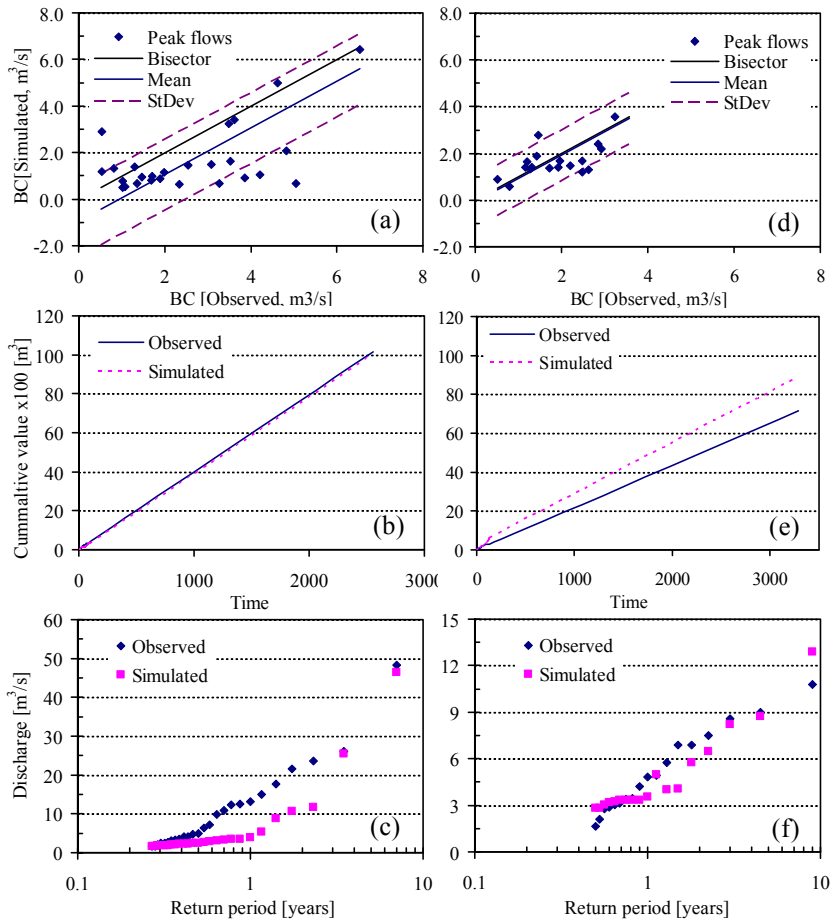 8.0
6.0
4.0
2.0
0.0
-2.0
BC[Simulated, m³/s]
Peak flows
Bisector
Mean
StDev
(a)
0 2 4 6 8
BC [Observed, m3/s]
8.0
6.0
4.0
2.0
0.0
-2.0
Peak flows
Bisector
Mean
StDev
(d)
0 2 4 6 8
BC [Observed, m3/s]
120
100
80
60
40
20
0
Cummaltive value x100 [m³]
Observed
Simulated
(b)
0 1000 2000 3000
Time
120
100
80
60
40
20
0
Observed
Simulated
(e)
0 1000 2000 3000
Time
60
50
40
30
20
10
0
Discharge [m³/s]
Observed
Simulated
(c)
0.1 1 10
Return period [years]
15
12
9
6
3
0
Observed
Simulated
(f)
0.1 1 10
Return period [years]